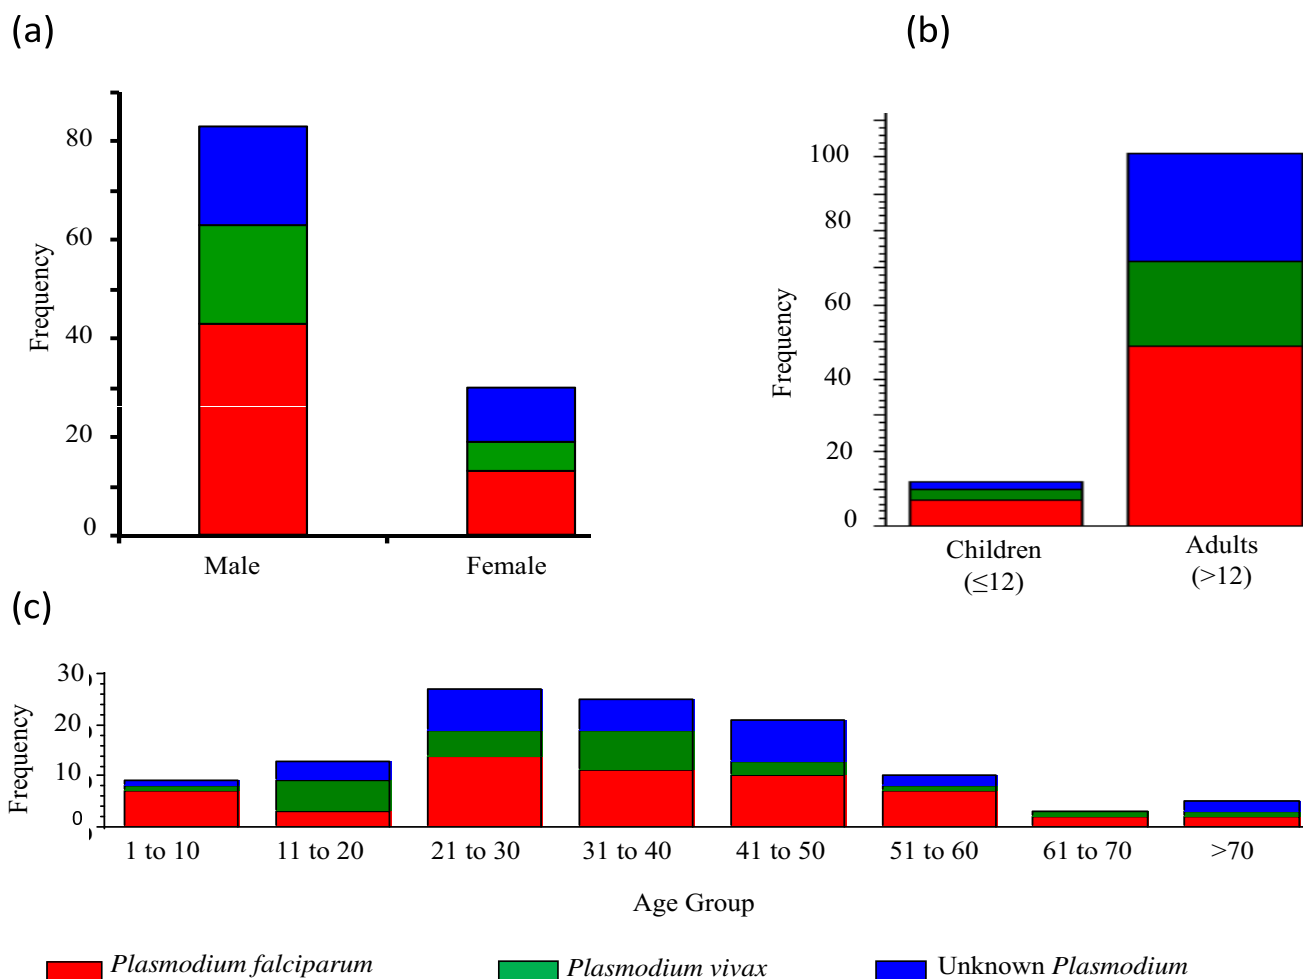 (a)
(b)
80
60
40
20
0
Frequency
Male
Female
100
80
60
40
20
0
Frequency
Children
(≤12)
Adults
(>12)
(c)
30
20
10
0
Frequency
1 to 10
11 to 20
21 to 30
31 to 40
41 to 50
51 to 60
61 to 70
>70
Age Group
Plasmodium falciparum
Plasmodium vivax
Unknown Plasmodium